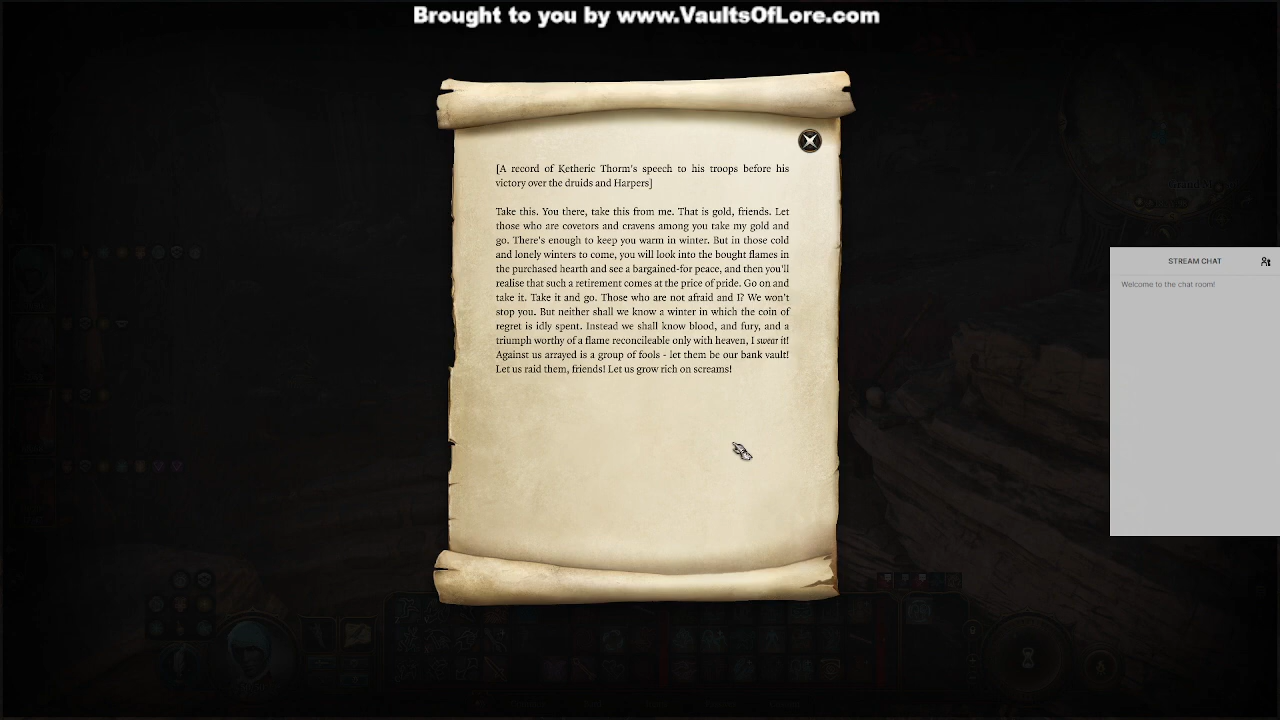 Brought to you by www.VaultsOfLore.com
[A record of Ketheric Thorm's speech to his troops before his
victory over the druids and Harpers]
Take this. You there, take this from me. That is gold, friends. Let
those who are covetors and cravens among you take my gold and
go. There's enough to keep you warm in winter. But in those cold
and lonely winters to come, you will look into the bought flames in
the purchased hearth and see a bargained-for peace, and then you'll
realise that such a retirement comes at the price of pride. Go on and
take it. Take it and go. Those who are not afraid and I? We won't
stop you. But neither shall we know a winter in which the coin of
regret is idly spent. Instead we shall know blood, and fury, and a
triumph worthy of a flame reconcileable only with heaven, I swear it!
Against us arrayed is a group of fools - let them be our bank vault!
Let us raid them, friends! Let us grow rich on screams!
STREAM CHAT
Welcome to the chat room!